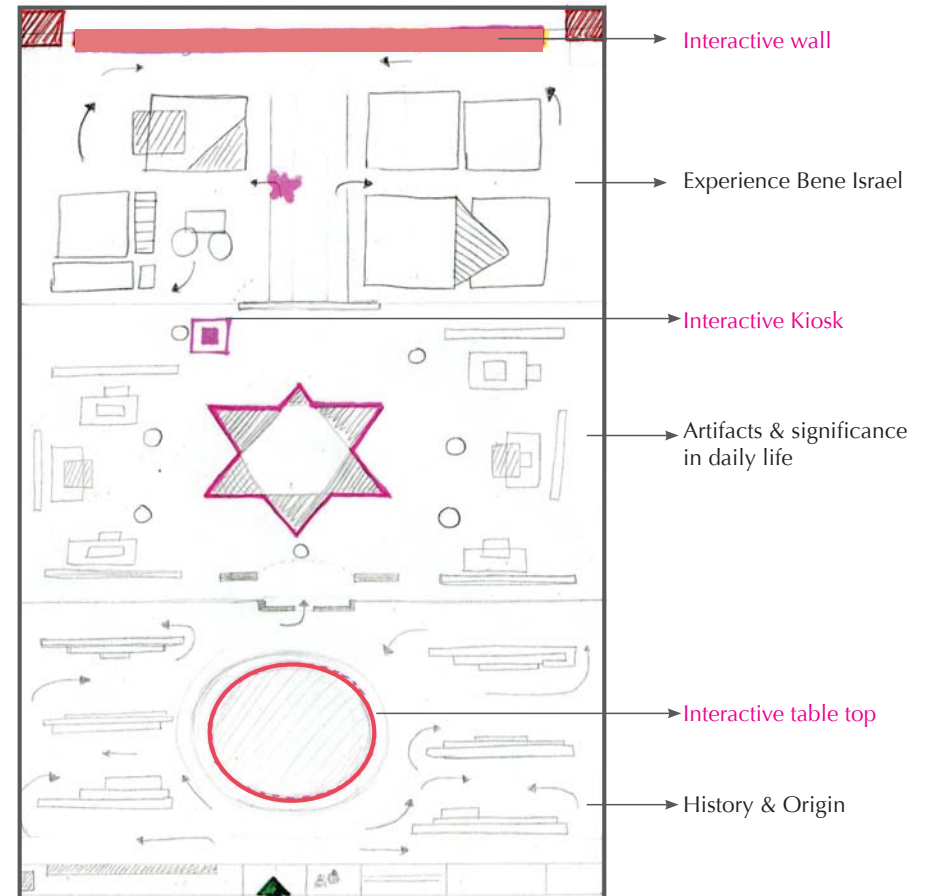 Interactive wall
Experience Bene Israel
Interactive Kiosk
Artifacts & significance
in daily life
Interactive table top
History & Origin